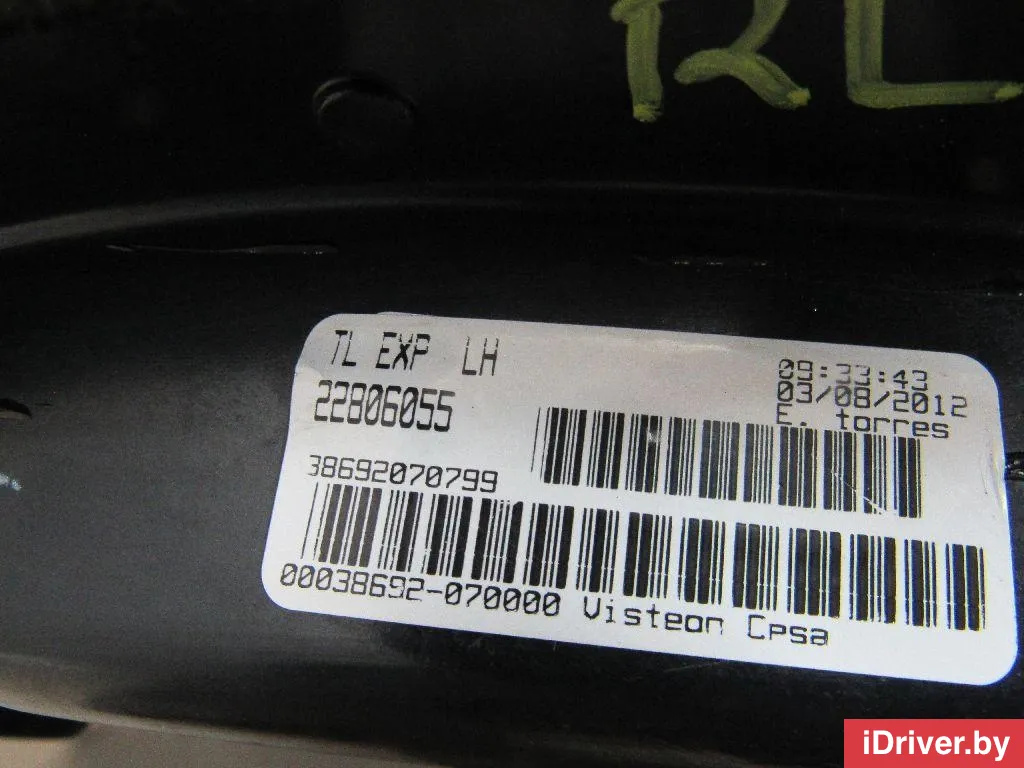 RL
TL EXP LH
22806055
09:33:43
03/08/2012
E. torres
38692070799
00038692-070000 Visteon Cpsa
iDriver.by